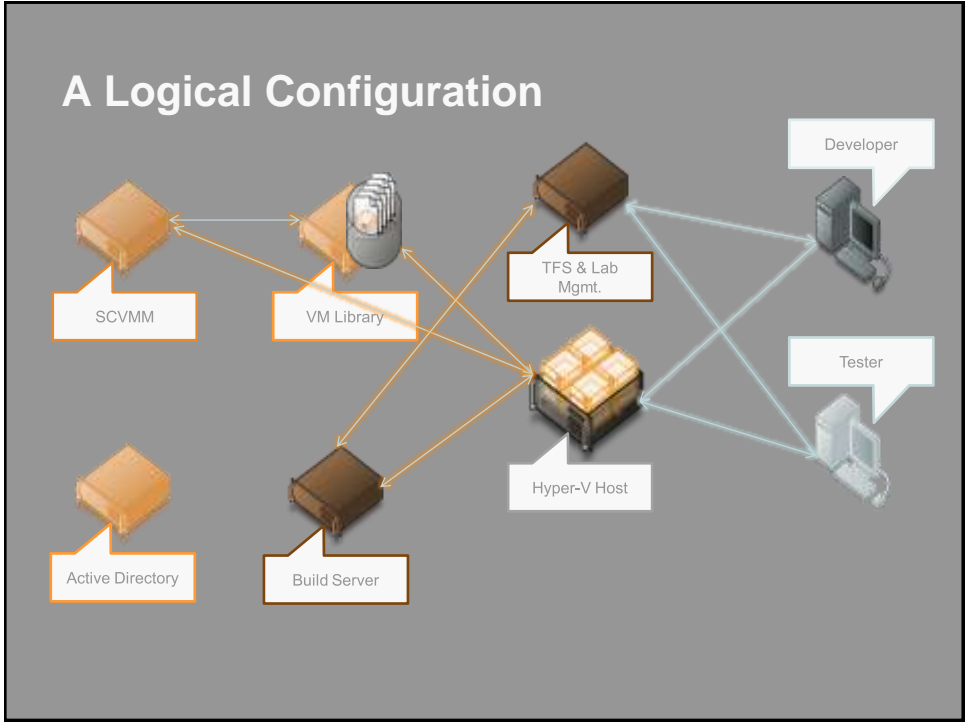 A Logical Configuration
Developer
TFS & Lab
Mgmt.
SCVMM
VM Library
Tester
Hyper-V Host
Active Directory
Build Server